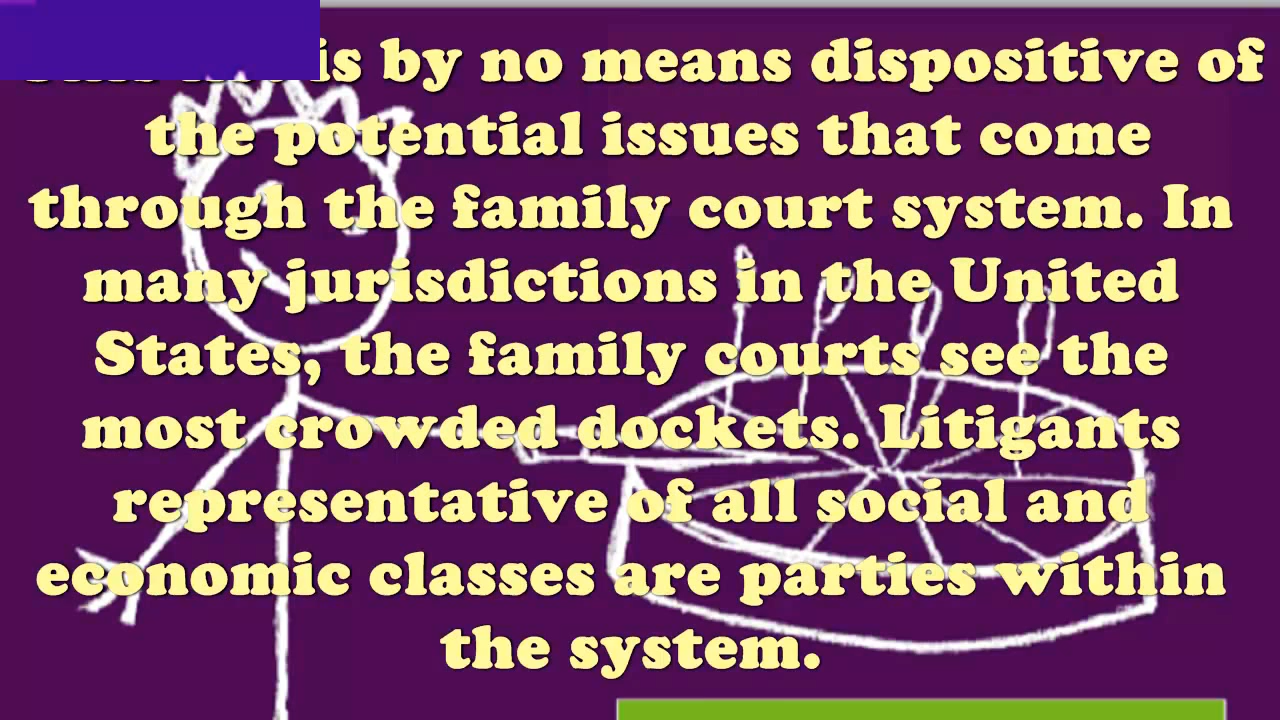 is by no means dispositive of
the potential issues that come
through the family court system. In
many jurisdictions in the United
States, the family courts see the
most crowded dockets. Litigants
representative of all social and
economic classes are parties within
the system.